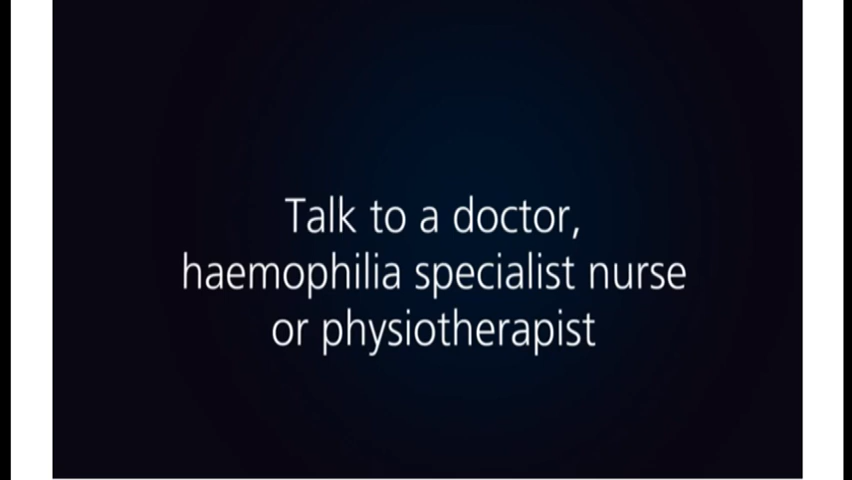 Talk to a doctor,
haemophilia specialist nurse
or physiotherapist